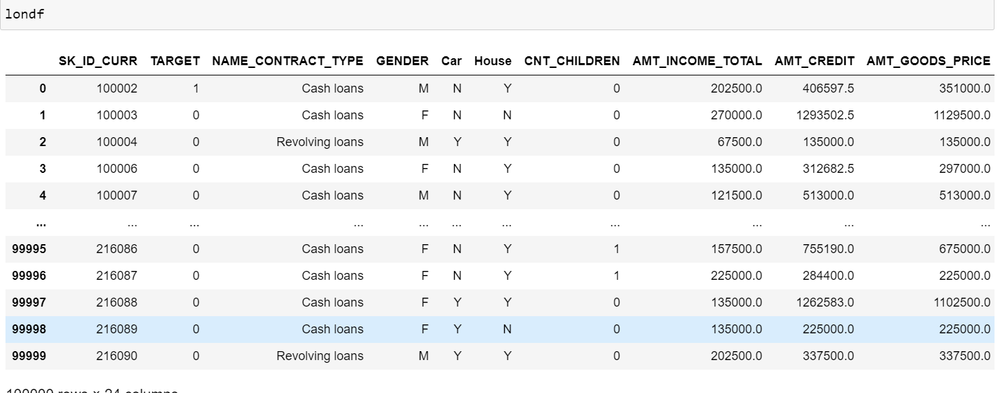 londf
SK_ID_CURR TARGET NAME_CONTRACT_TYPE GENDER Car House CNT_CHILDREN AMT_INCOME_TOTAL AMT_CREDIT AMT_GOODS_PRICE
0 100002 1 Cash loans M N Y 0 202500.0 406597.5 351000.0
1 100003 0 Cash loans F N N 0 270000.0 1293502.5 1129500.0
2 100004 0 Revolving loans M Y Y 0 67500.0 135000.0 135000.0
3 100006 0 Cash loans F N Y 0 135000.0 312682.5 297000.0
4 100007 0 Cash loans M N Y 0 121500.0 513000.0 513000.0
... ... ... ... ... ... ... ... ... ... ...
99995 216086 0 Cash loans F N Y 1 157500.0 755190.0 675000.0
99996 216087 0 Cash loans F N Y 1 225000.0 284400.0 225000.0
99997 216088 0 Cash loans F Y Y 0 135000.0 1262583.0 1102500.0
99998 216089 0 Cash loans F Y N 0 135000.0 225000.0 225000.0
99999 216090 0 Revolving loans M Y Y 0 202500.0 337500.0 337500.0
rows × columns